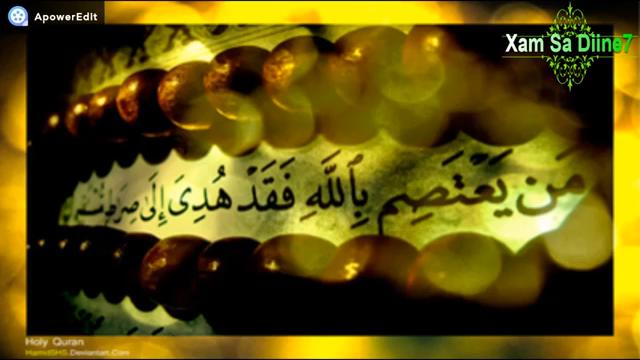 ApowerEdit
Xam Sa Diine7
مَن يَعْتَصِم بِٱللَّهِ فَقَدْ هُدِىَ إِلَىٰ صِرَٰطٍ
Holy Quran
HamidSHS.Deviantart.Com